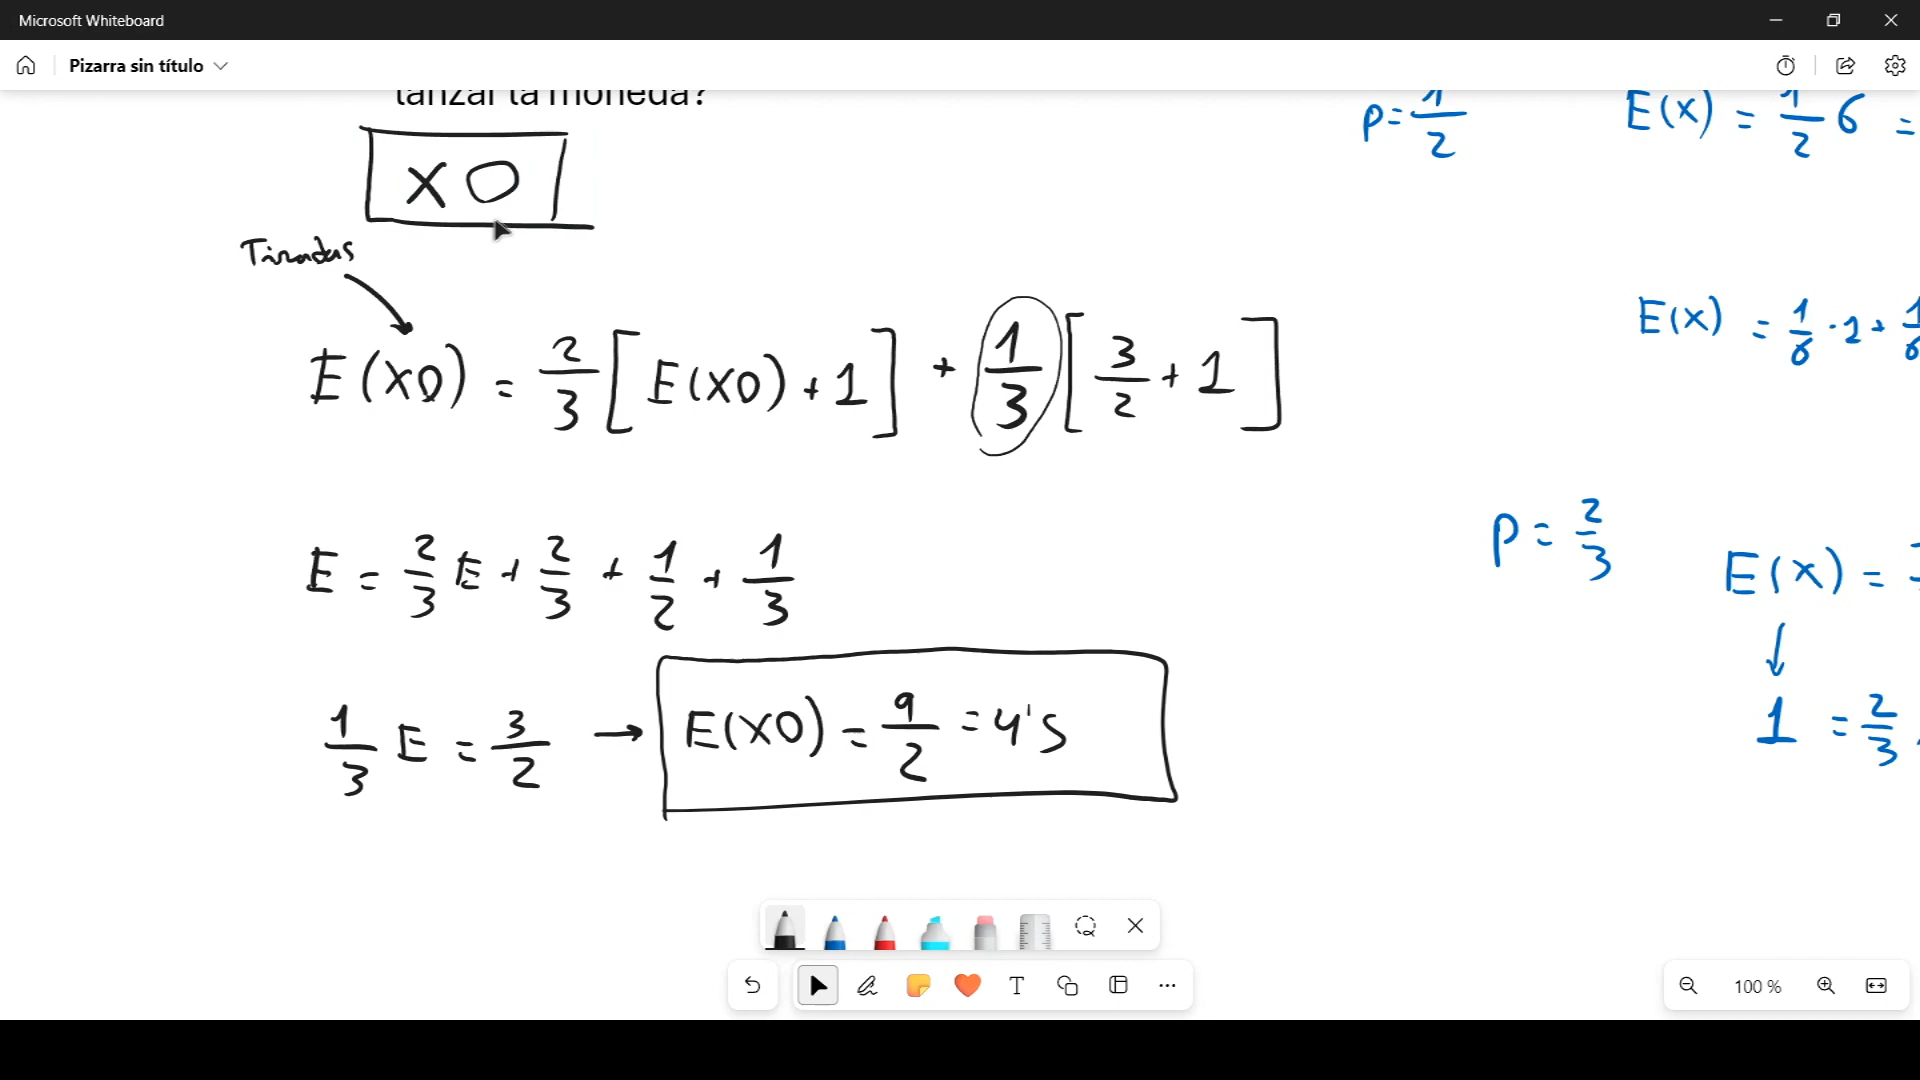 Microsoft Whiteboard
Pizarra sin título
lanzar la moneda?
X O
Tiradas
E(XO) = 2/3 [E(XO) + 1] + 1/3 [3/2 + 1]
E = 2/3 E + 2/3 + 1/2 + 1/3
1/3 E = 3/2 → E(XO) = 9/2 = 4'5
p = 1/2
E(X) = 1/2 6 =
E(X) = 1/6 · 1 +
p = 2/3
E(X) =
↓
1 = 2/3
100 %